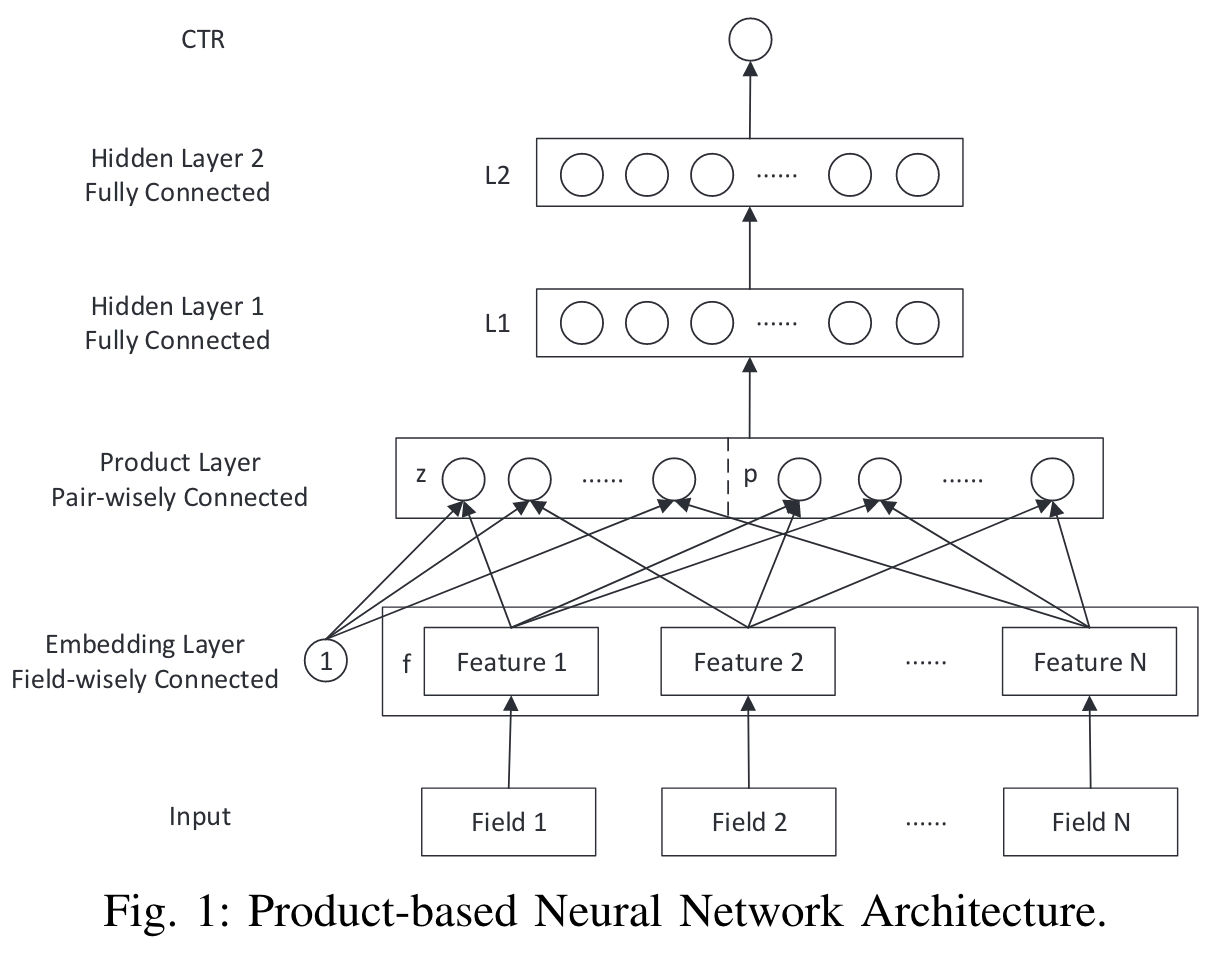 CTR
Hidden Layer 2
Fully Connected
L2
......
Hidden Layer 1
Fully Connected
L1
......
Product Layer
Pair-wisely Connected
z
......
p
......
Embedding Layer
Field-wisely Connected
1
f
Feature 1
Feature 2
......
Feature N
Input
Field 1
Field 2
......
Field N
Fig. 1: Product-based Neural Network Architecture.